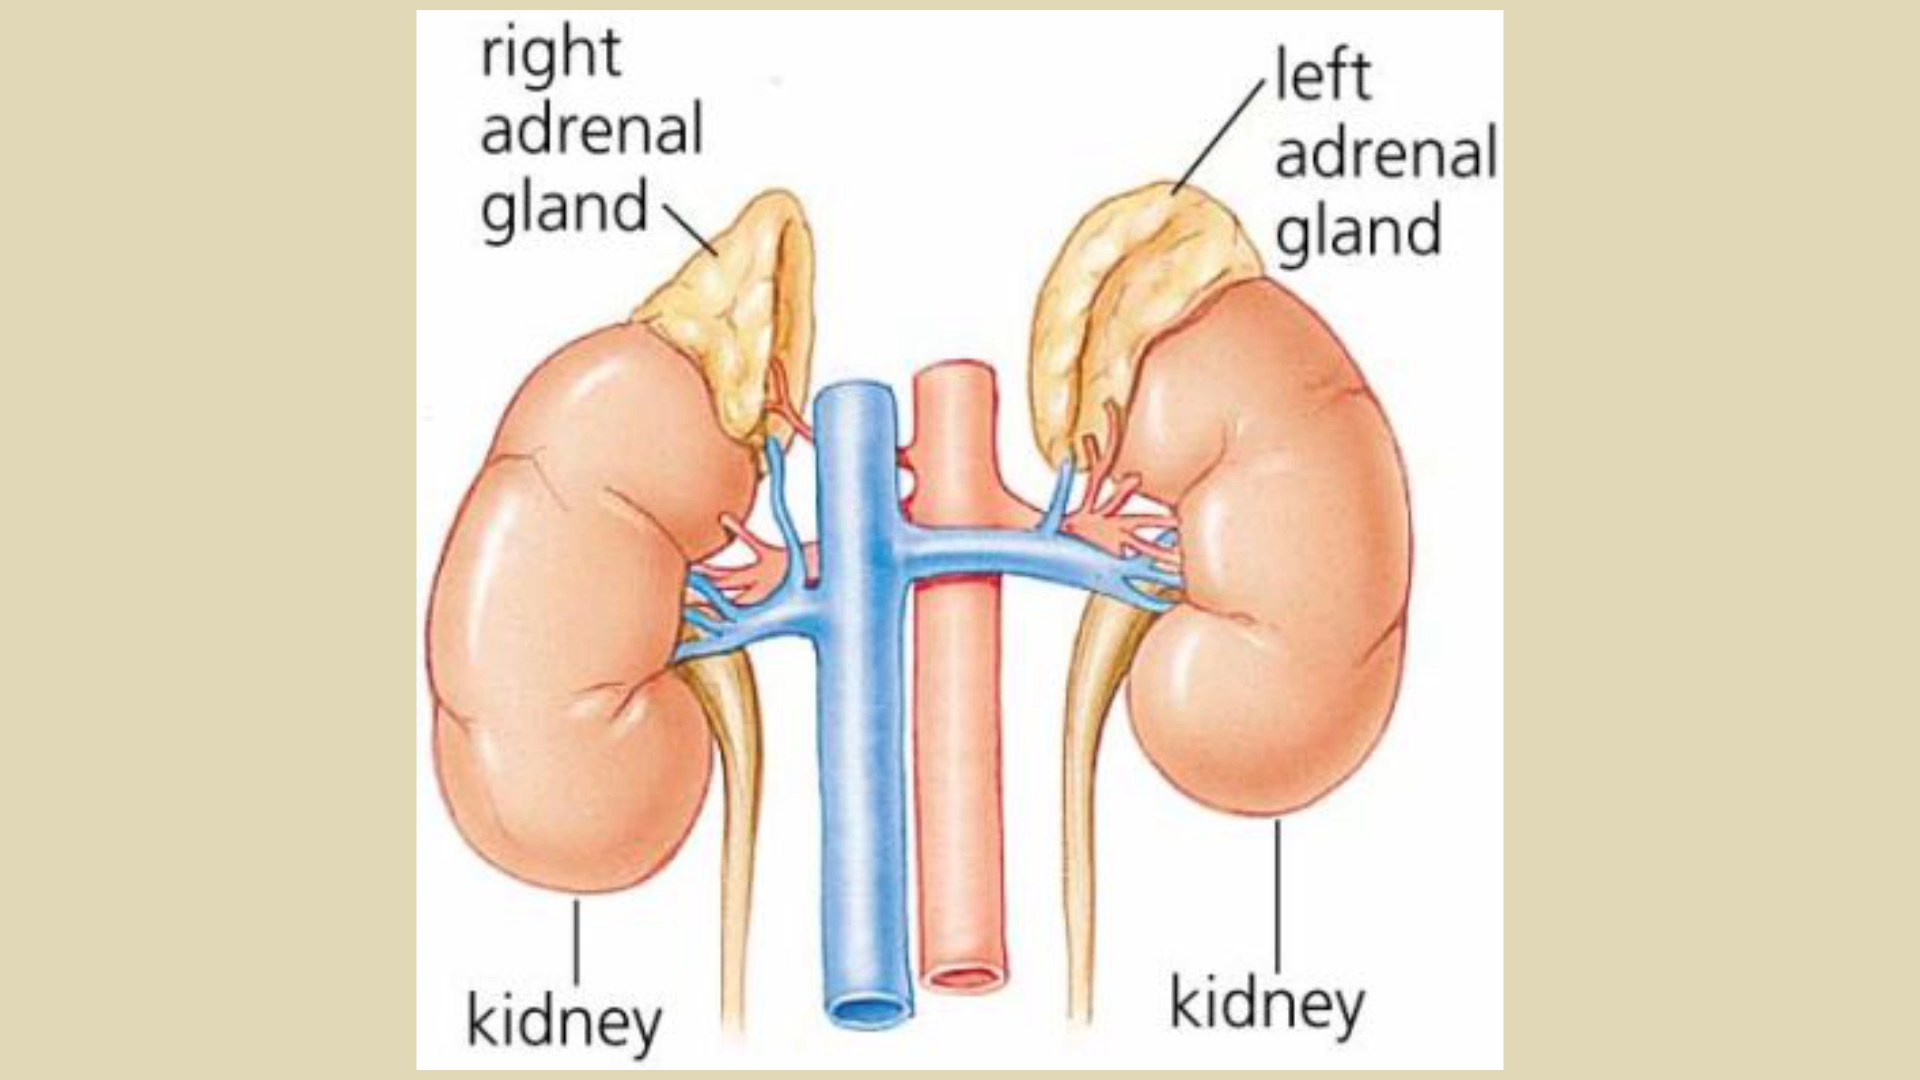 right
adrenal
gland
left
adrenal
gland
kidney
kidney